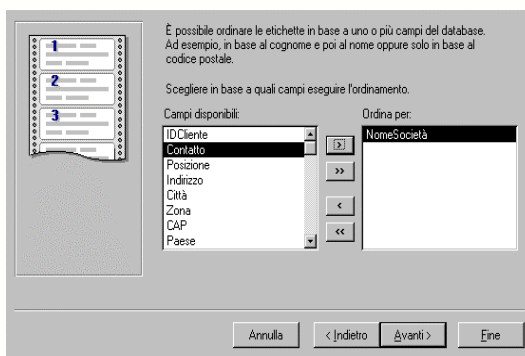 1
2
3
È possibile ordinare le etichette in base a uno o più campi del database.
Ad esempio, in base al cognome e poi al nome oppure solo in base al
codice postale.
Scegliere in base a quali campi eseguire l'ordinamento.
Campi disponibili:
Ordina per:
IDCliente
Contatto
Posizione
Indirizzo
Città
Zona
CAP
Paese
>
>>
<
<<
NomeSocietà
Annulla
< Indietro
Avanti >
Fine